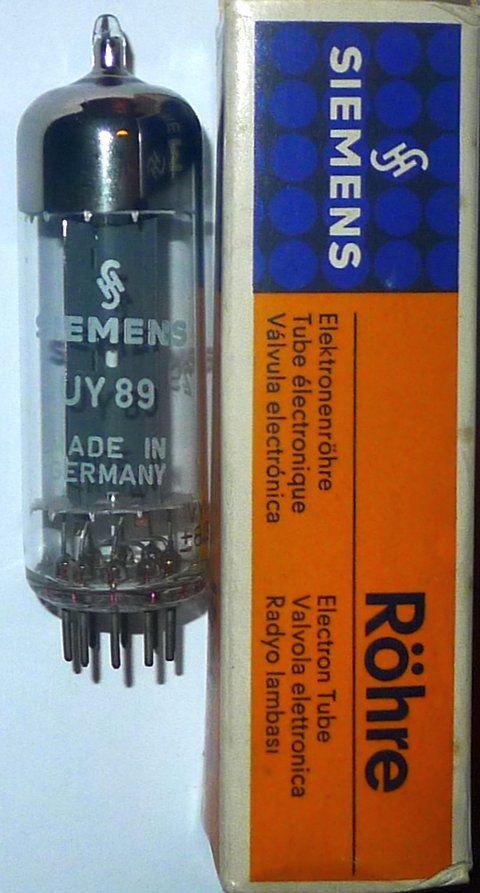 SIEMENS
UY 89
MADE IN
GERMANY
SIEMENS
Elektronenröhre
Tube électronique
Válvula electrónica
Electron Tube
Valvola elettronica
Radyo lambası
Röhre